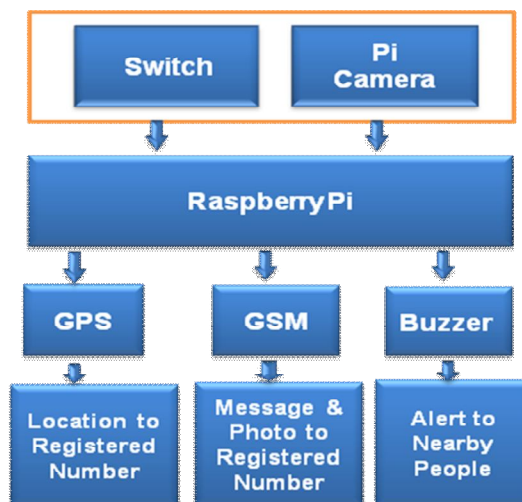 Switch
Pi
Camera
RaspberryPi
GPS
GSM
Buzzer
Location to
Registered
Number
Message &
Photo to
Registered
Number
Alert to
Nearby
People